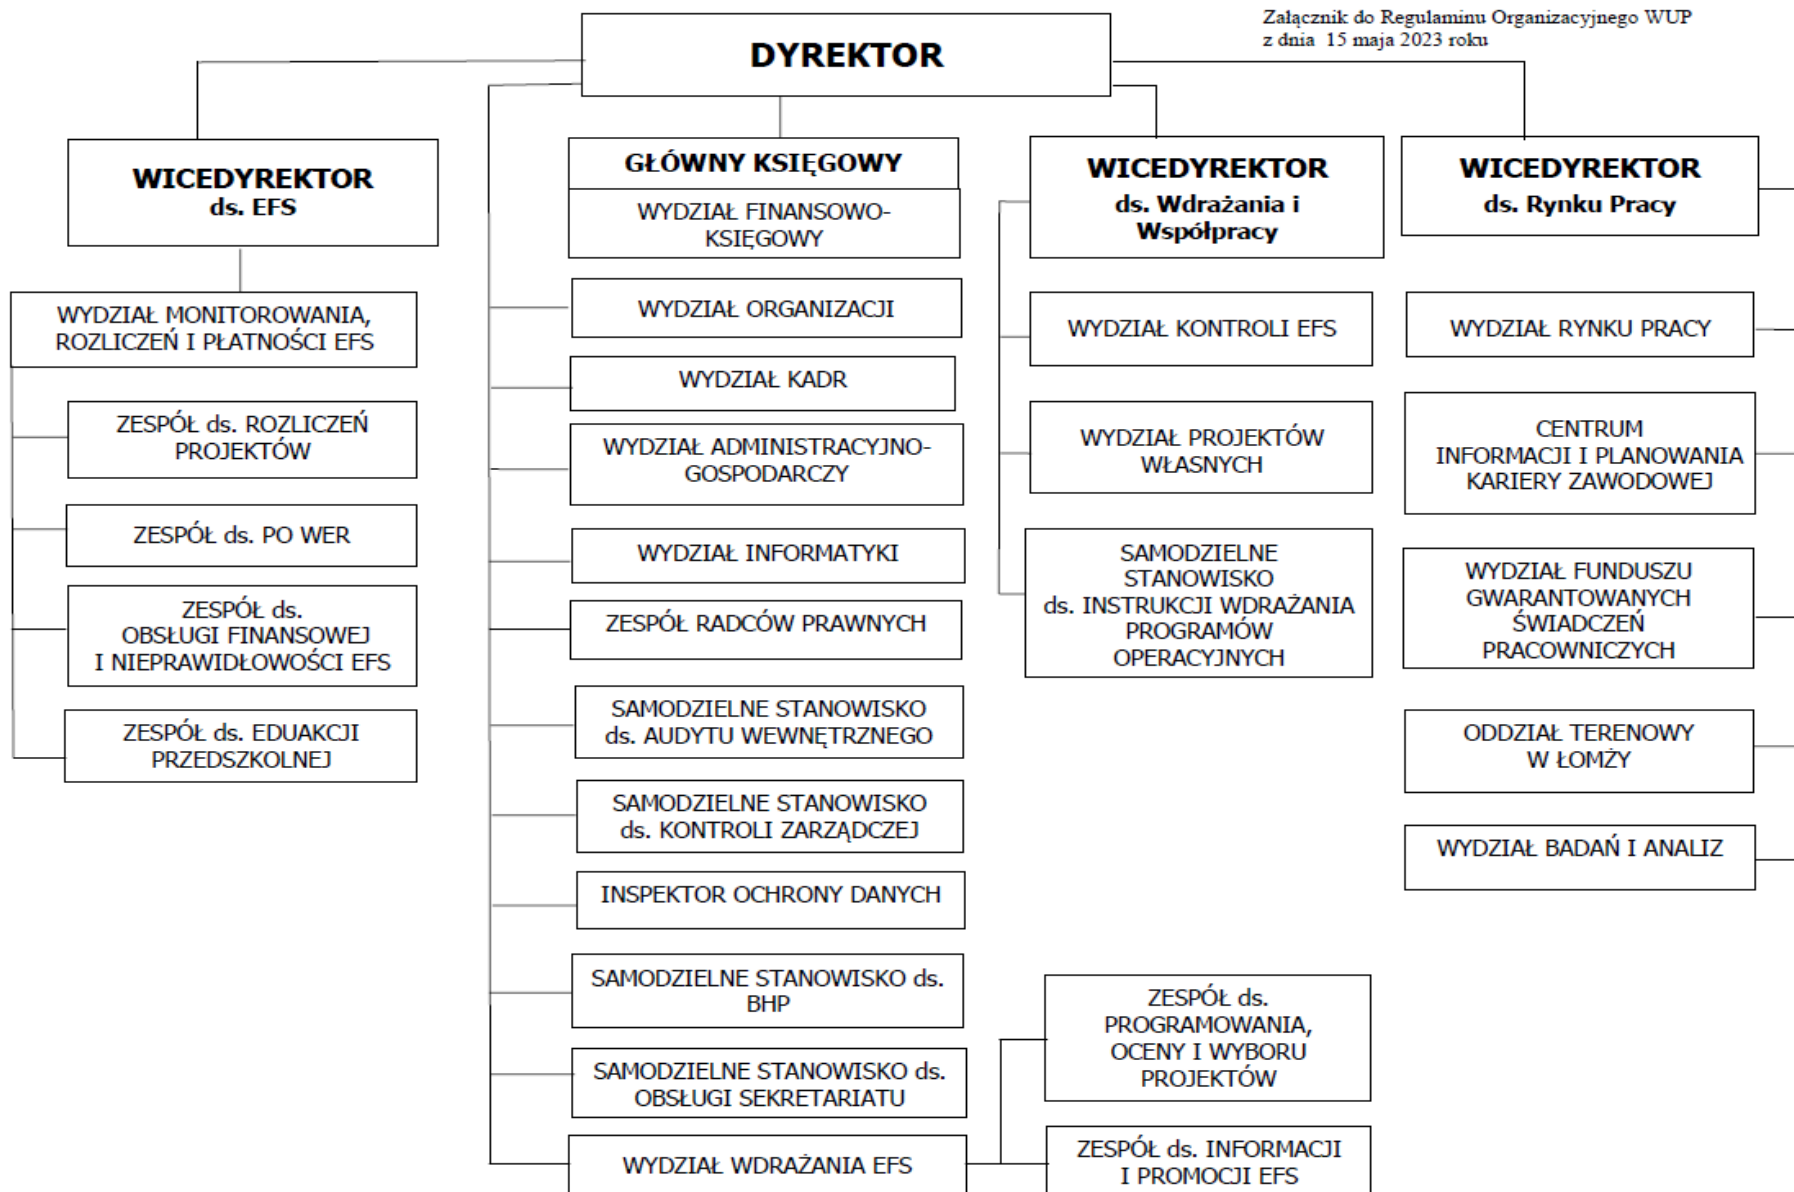 Załącznik do Regulaminu Organizacyjnego WUP
z dnia 15 maja 2023 roku
DYREKTOR
WICEDYREKTOR
ds. EFS
WYDZIAŁ MONITOROWANIA,
ROZLICZEŃ I PŁATNOŚCI EFS
ZESPÓŁ ds. ROZLICZEŃ
PROJEKTÓW
ZESPÓŁ ds. PO WER
ZESPÓŁ ds.
OBSŁUGI FINANSOWEJ
I NIEPRAWIDŁOWOŚCI EFS
ZESPÓŁ ds. EDUAKCJI
PRZEDSZKOLNEJ
GŁÓWNY KSIĘGOWY
WYDZIAŁ FINANSOWO-
KSIĘGOWY
WYDZIAŁ ORGANIZACJI
WYDZIAŁ KADR
WYDZIAŁ ADMINISTRACYJNO-
GOSPODARCZY
WYDZIAŁ INFORMATYKI
ZESPÓŁ RADCÓW PRAWNYCH
SAMODZIELNE STANOWISKO
ds. AUDYTU WEWNĘTRZNEGO
SAMODZIELNE STANOWISKO
ds. KONTROLI ZARZĄDCZEJ
INSPEKTOR OCHRONY DANYCH
SAMODZIELNE STANOWISKO ds.
BHP
SAMODZIELNE STANOWISKO ds.
OBSŁUGI SEKRETARIATU
WYDZIAŁ WDRAŻANIA EFS
ZESPÓŁ ds.
PROGRAMOWANIA,
OCENY I WYBORU
PROJEKTÓW
ZESPÓŁ ds. INFORMACJI
I PROMOCJI EFS
WICEDYREKTOR
ds. Wdrażania i
Współpracy
WYDZIAŁ KONTROLI EFS
WYDZIAŁ PROJEKTÓW
WŁASNYCH
SAMODZIELNE
STANOWISKO
ds. INSTRUKCJI WDRAŻANIA
PROGRAMÓW
OPERACYJNYCH
WICEDYREKTOR
ds. Rynku Pracy
WYDZIAŁ RYNKU PRACY
CENTRUM
INFORMACJI I PLANOWANIA
KARIERY ZAWODOWEJ
WYDZIAŁ FUNDUSZU
GWARANTOWANYCH
ŚWIADCZEŃ
PRACOWNICZYCH
ODDZIAŁ TERENOWY
W ŁOMŻY
WYDZIAŁ BADAŃ I ANALIZ